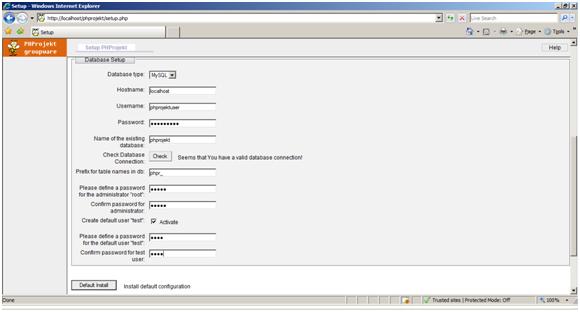 Setup - Windows Internet Explorer
http://localhost/phprojekt/setup.php
Live Search
Setup
Page
Tools
PHProjekt
groupware
Setup PHProjekt
Help
Database Setup
Database type: MySQL
Hostname: localhost
Username: phprojektuser
Password: •••••••••
Name of the existing
database: phprojekt
Check Database
Connection: Check Seems that You have a valid database connection!
Prefix for table names in db: phpr_
Please define a password
for the administrator "root": •••••
Confirm password for
administrator: •••••
Create default user "test": Activate
Please define a password
for the default user "test": ••••
Confirm password for test
user: ••••
Default Install Install default configuration
Done
Trusted sites | Protected Mode: Off
100%